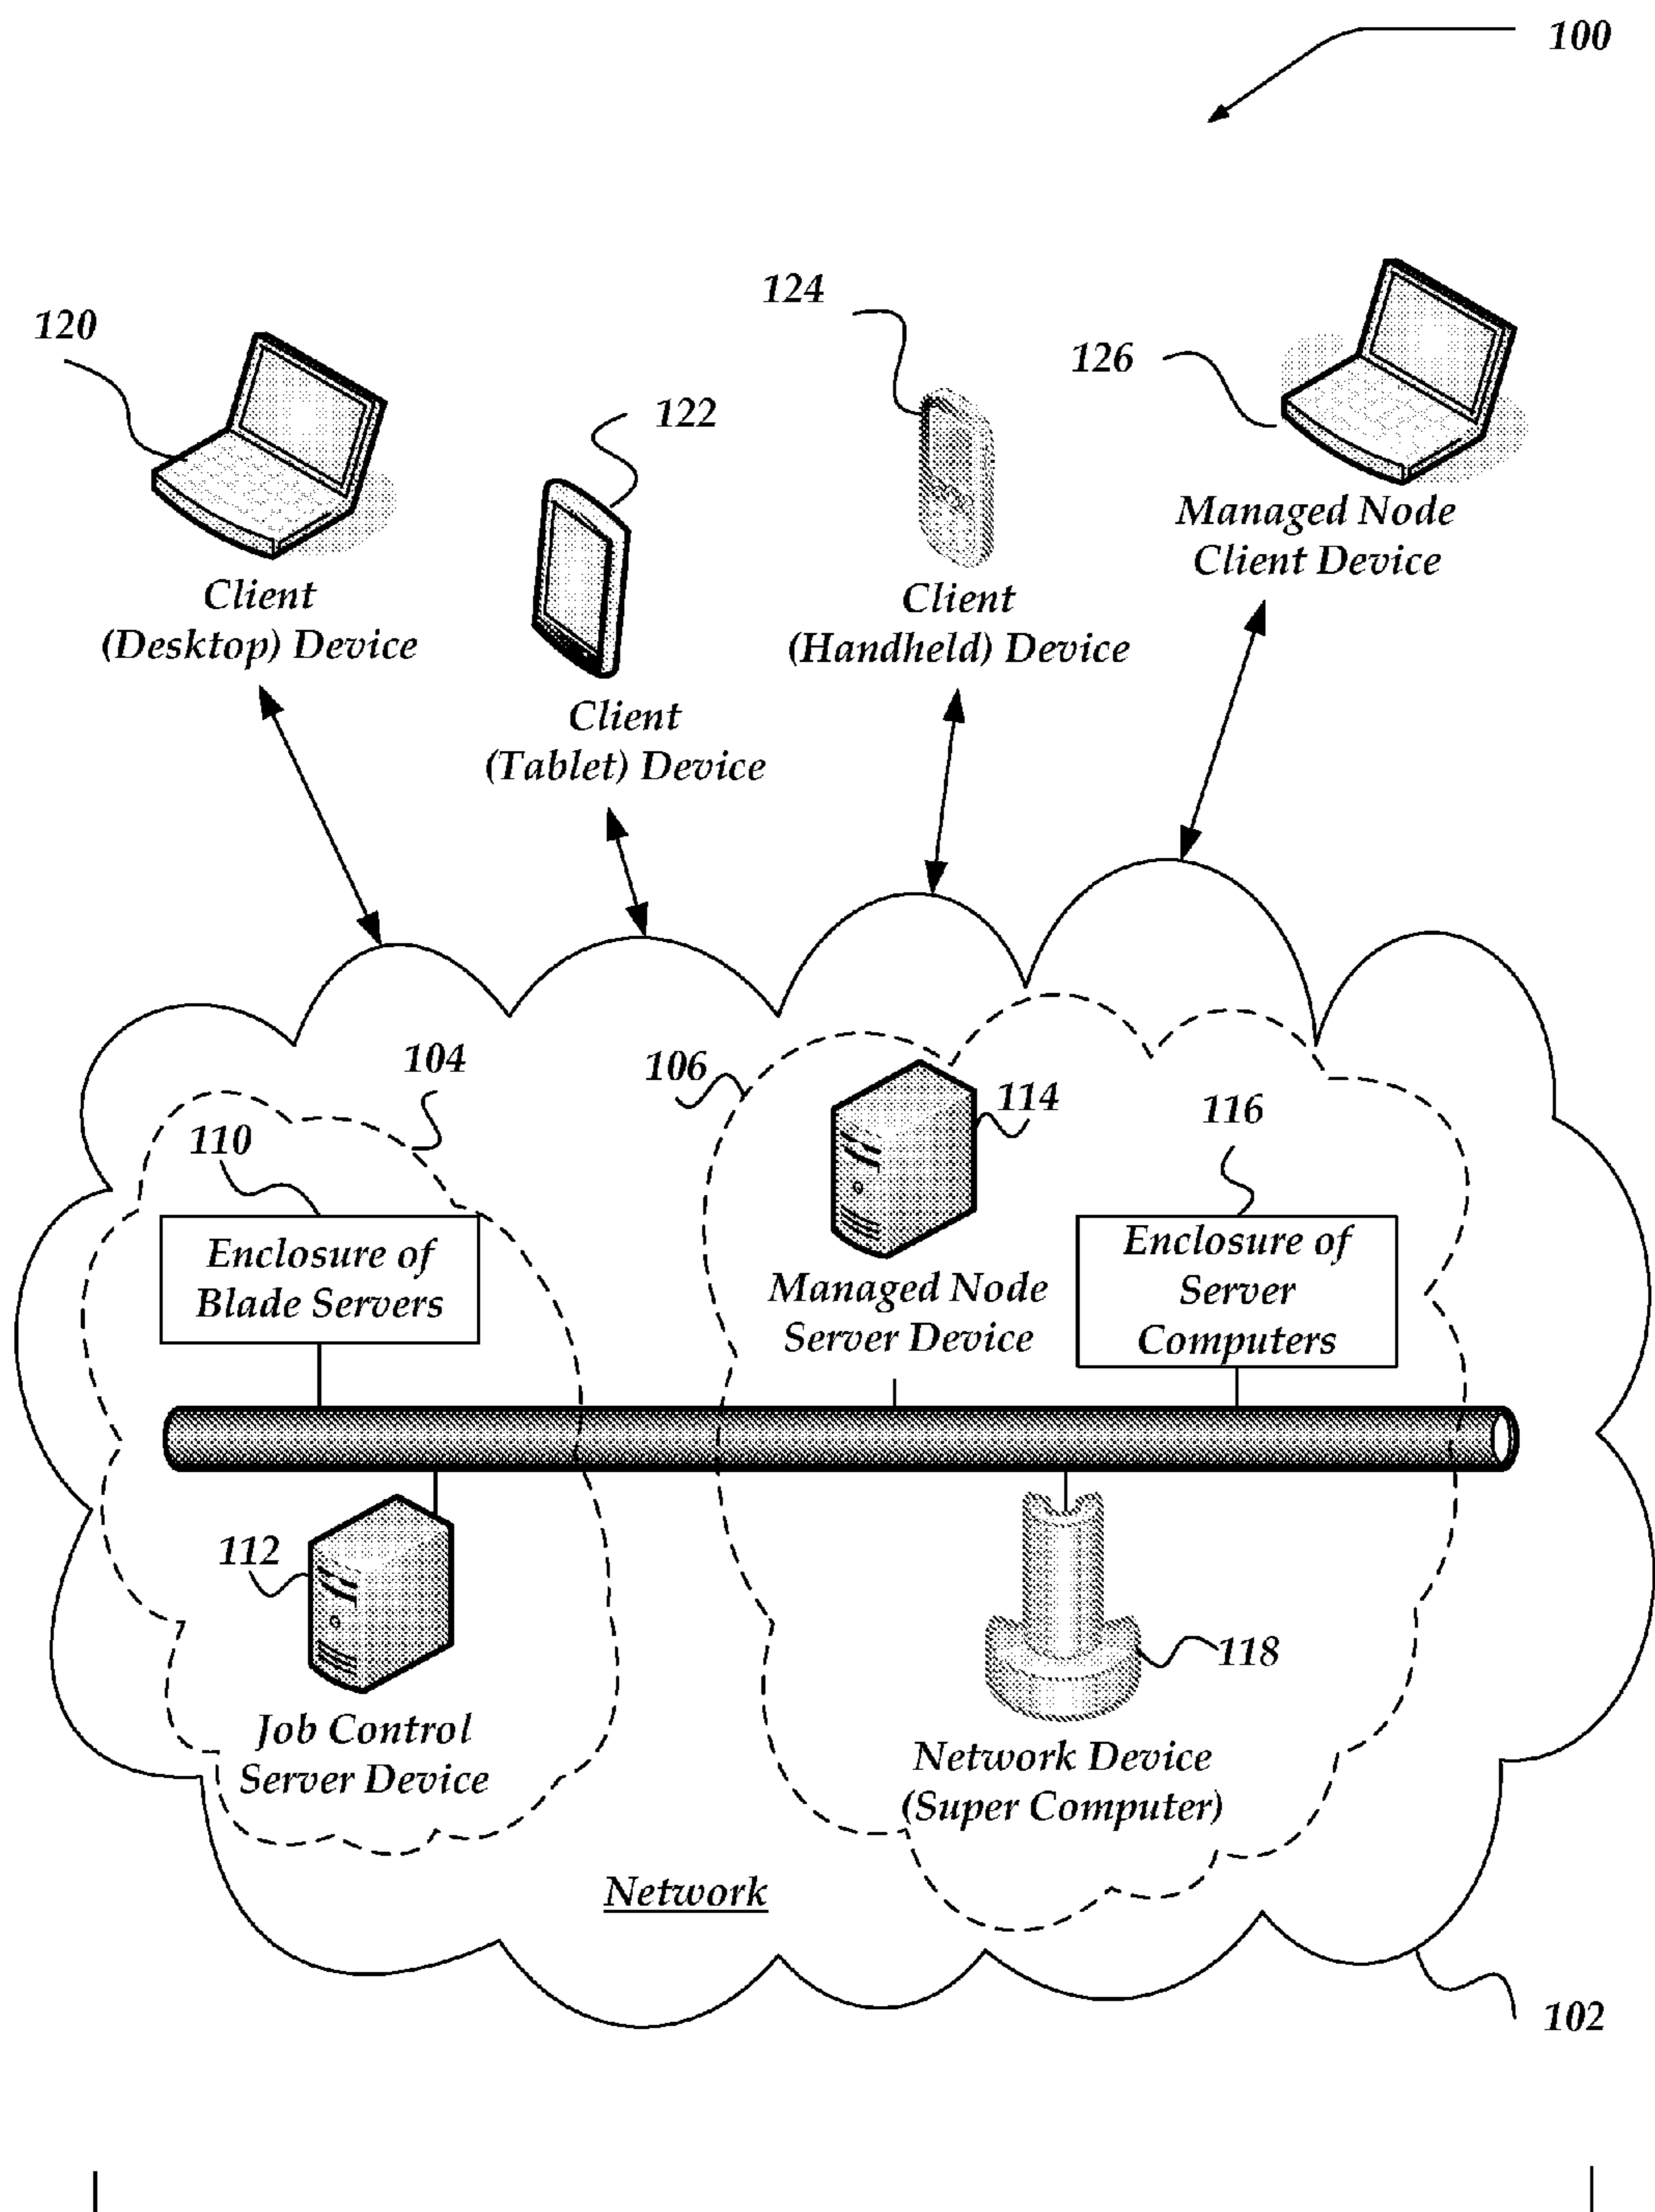 100
120
124
126
122
Managed Node
Client Device
Client
(Desktop) Device
Client
(Handheld) Device
Client
(Tablet) Device
104
106
114
116
110
Enclosure of
Blade Servers
Managed Node
Server Device
Enclosure of
Server
Computers
112
118
Job Control
Server Device
Network Device
(Super Computer)
Network
102